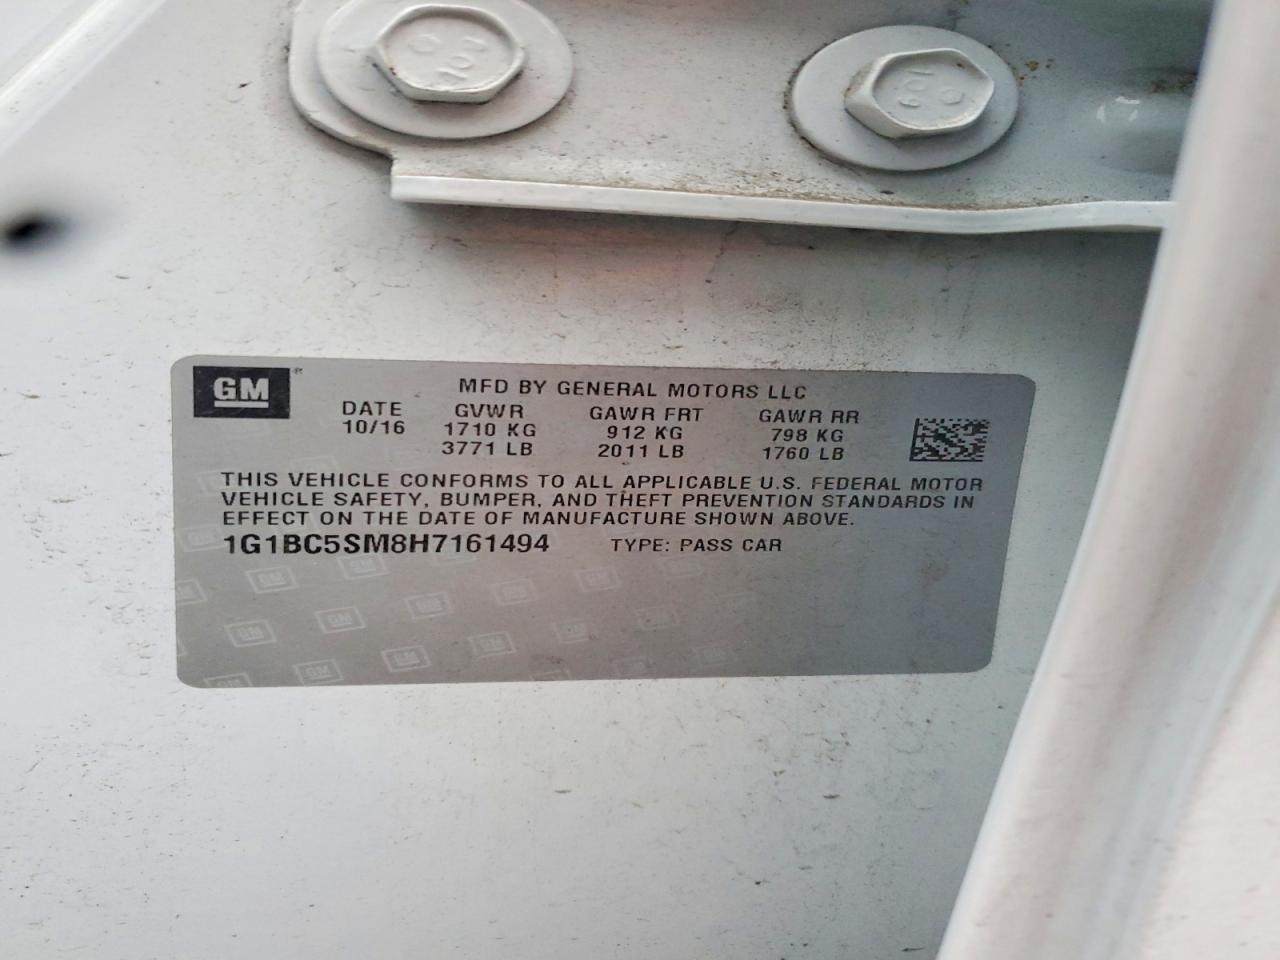 GM®
MFD BY GENERAL MOTORS LLC
DATE GVWR GAWR FRT GAWR RR
10/16 1710 KG 912 KG 798 KG
3771 LB 2011 LB 1760 LB
THIS VEHICLE CONFORMS TO ALL APPLICABLE U.S. FEDERAL MOTOR
VEHICLE SAFETY, BUMPER, AND THEFT PREVENTION STANDARDS IN
EFFECT ON THE DATE OF MANUFACTURE SHOWN ABOVE.
1G1BC5SM8H7161494 TYPE: PASS CAR